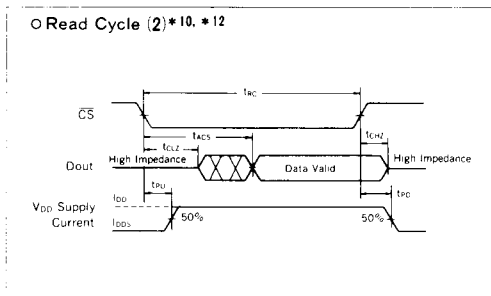 ○ Read Cycle (2)*10, *12
tRC
CS
tACS
tCLZ
tCHZ
High Impedance
High Impedance
Dout
Data Valid
tPU
tPD
IDD
VDD Supply
50%
50%
Current
IDDS